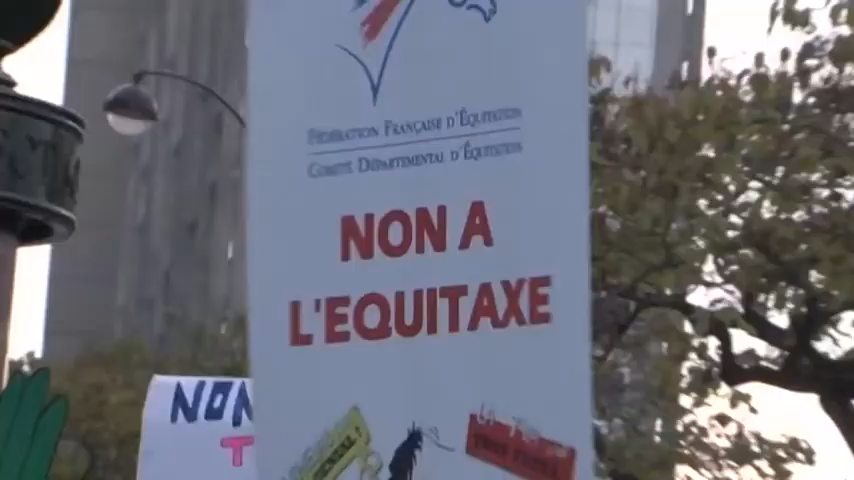 Fédération Française d'Équitation
Comité Départemental d'Équitation
NON A
L'EQUITAXE
NON
T